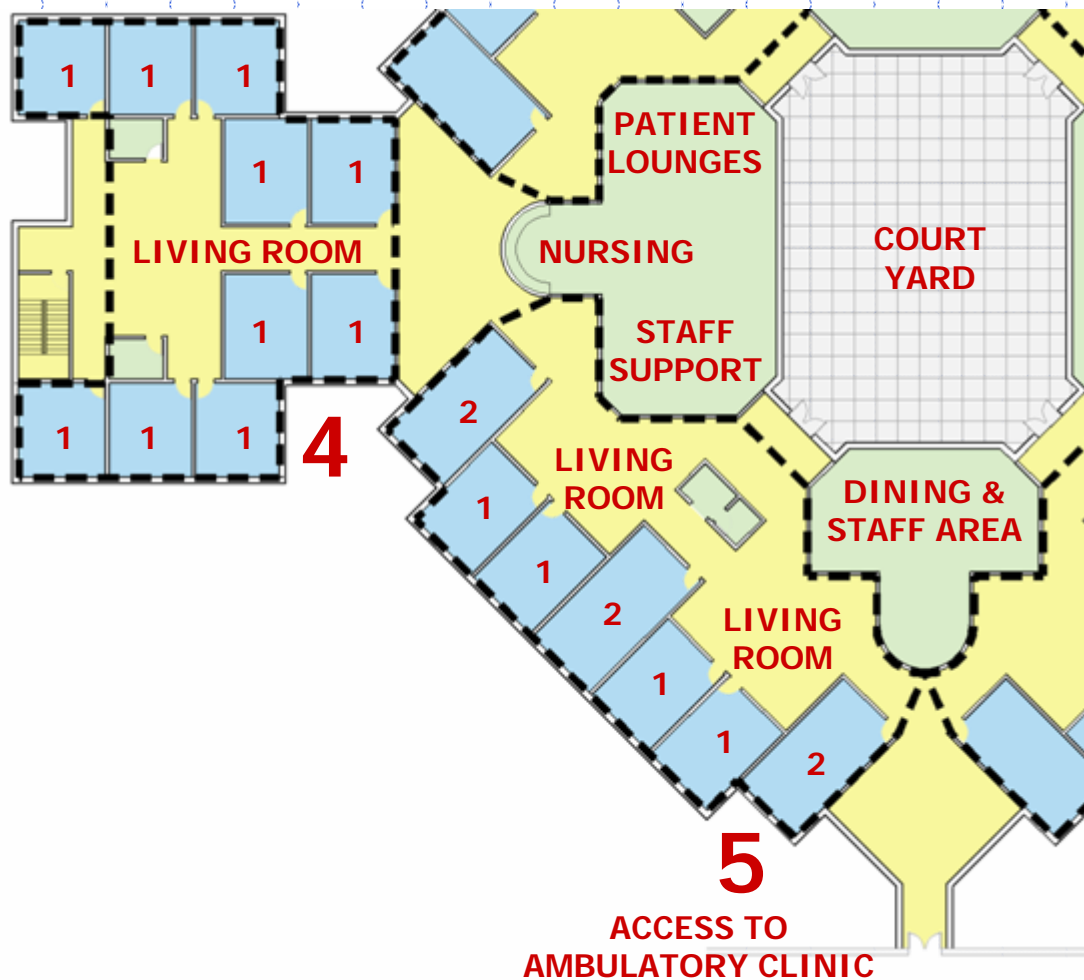 1 1 1
PATIENT
LOUNGES
1 1
LIVING ROOM
NURSING
COURT
YARD
1 1
STAFF
SUPPORT
1 1 1
4
2
LIVING
ROOM
1
DINING &
STAFF AREA
1
2
LIVING
ROOM
1
1
2
5
ACCESS TO
AMBULATORY CLINIC